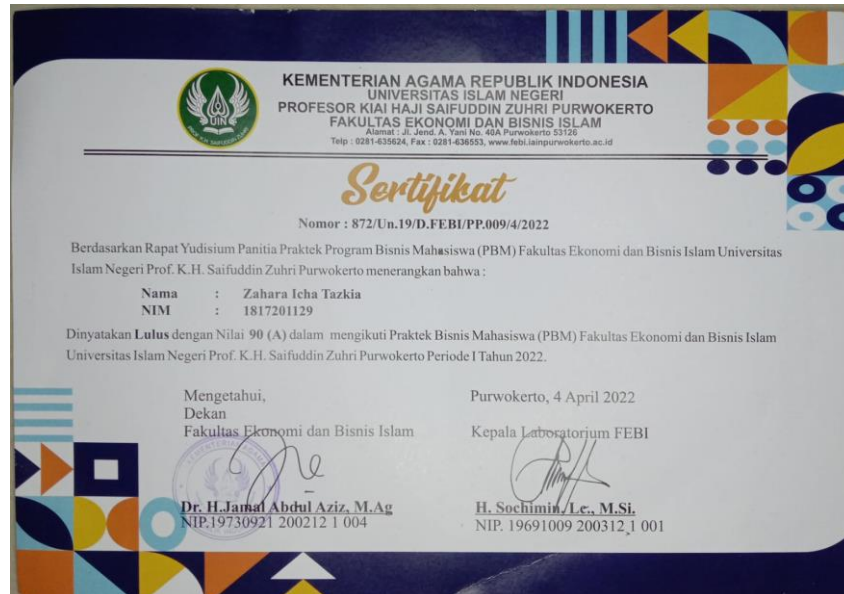 KEMENTERIAN AGAMA REPUBLIK INDONESIA
UNIVERSITAS ISLAM NEGERI
PROFESOR KIAI HAJI SAIFUDDIN ZUHRI PURWOKERTO
FAKULTAS EKONOMI DAN BISNIS ISLAM
Alamat : Jl. Jend. A. Yani No. 40A Purwokerto 53126
Telp : 0281-635624, Fax : 0281-636553, www.febi.iainpurwokerto.ac.id
UIN
Sertifikat
Nomor : 872/Un.19/D.FEBI/PP.009/4/2022
Berdasarkan Rapat Yudisium Panitia Praktek Program Bisnis Mahasiswa (PBM) Fakultas Ekonomi dan Bisnis Islam Universitas
Islam Negeri Prof. K.H. Saifuddin Zuhri Purwokerto menerangkan bahwa :
Nama : Zahara Icha Tazkia
NIM : 1817201129
Dinyatakan Lulus dengan Nilai 90 (A) dalam mengikuti Praktek Bisnis Mahasiswa (PBM) Fakultas Ekonomi dan Bisnis Islam
Universitas Islam Negeri Prof. K.H. Saifuddin Zuhri Purwokerto Periode I Tahun 2022.
Mengetahui,
Dekan
Fakultas Ekonomi dan Bisnis Islam
Dr. H.Jamal Abdul Aziz, M.Ag
NIP.19730921 200212 1 004
Purwokerto, 4 April 2022
Kepala Laboratorium FEBI
H. Sochimin, Lc., M.Si.
NIP. 19691009 200312 1 001